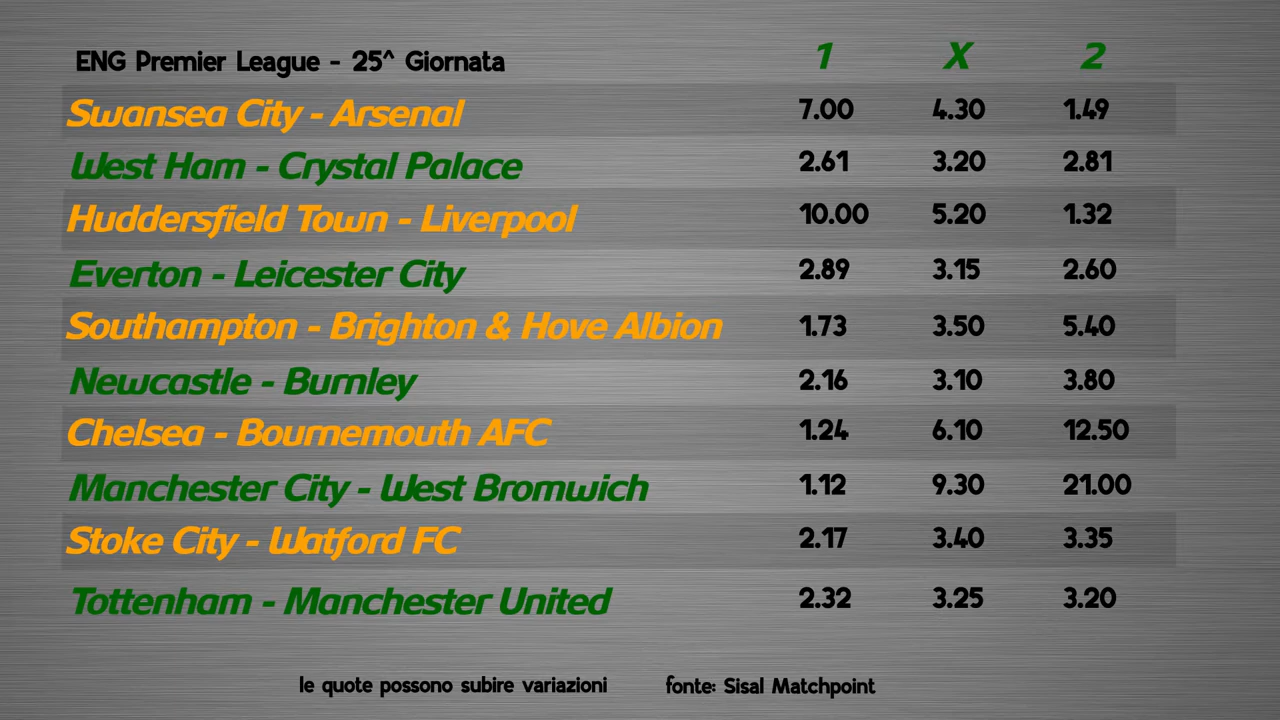 ENG Premier League - 25^ Giornata 1 X 2
Swansea City - Arsenal 7.00 4.30 1.49
West Ham - Crystal Palace 2.61 3.20 2.81
Huddersfield Town - Liverpool 10.00 5.20 1.32
Everton - Leicester City 2.89 3.15 2.60
Southampton - Brighton & Hove Albion 1.73 3.50 5.40
Newcastle - Burnley 2.16 3.10 3.80
Chelsea - Bournemouth AFC 1.24 6.10 12.50
Manchester City - West Bromwich 1.12 9.30 21.00
Stoke City - Watford FC 2.17 3.40 3.35
Tottenham - Manchester United 2.32 3.25 3.20
le quote possono subire variazioni fonte: Sisal Matchpoint